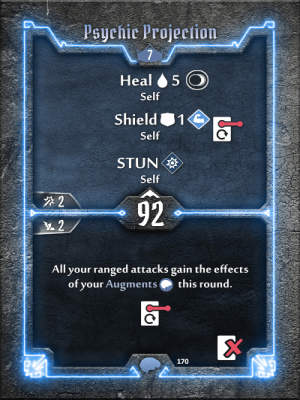 Psychic Projection
7
Heal 5
Self
Shield 1
Self
STUN
Self
2
92
2
All your ranged attacks gain the effects
of your Augments this round.
170